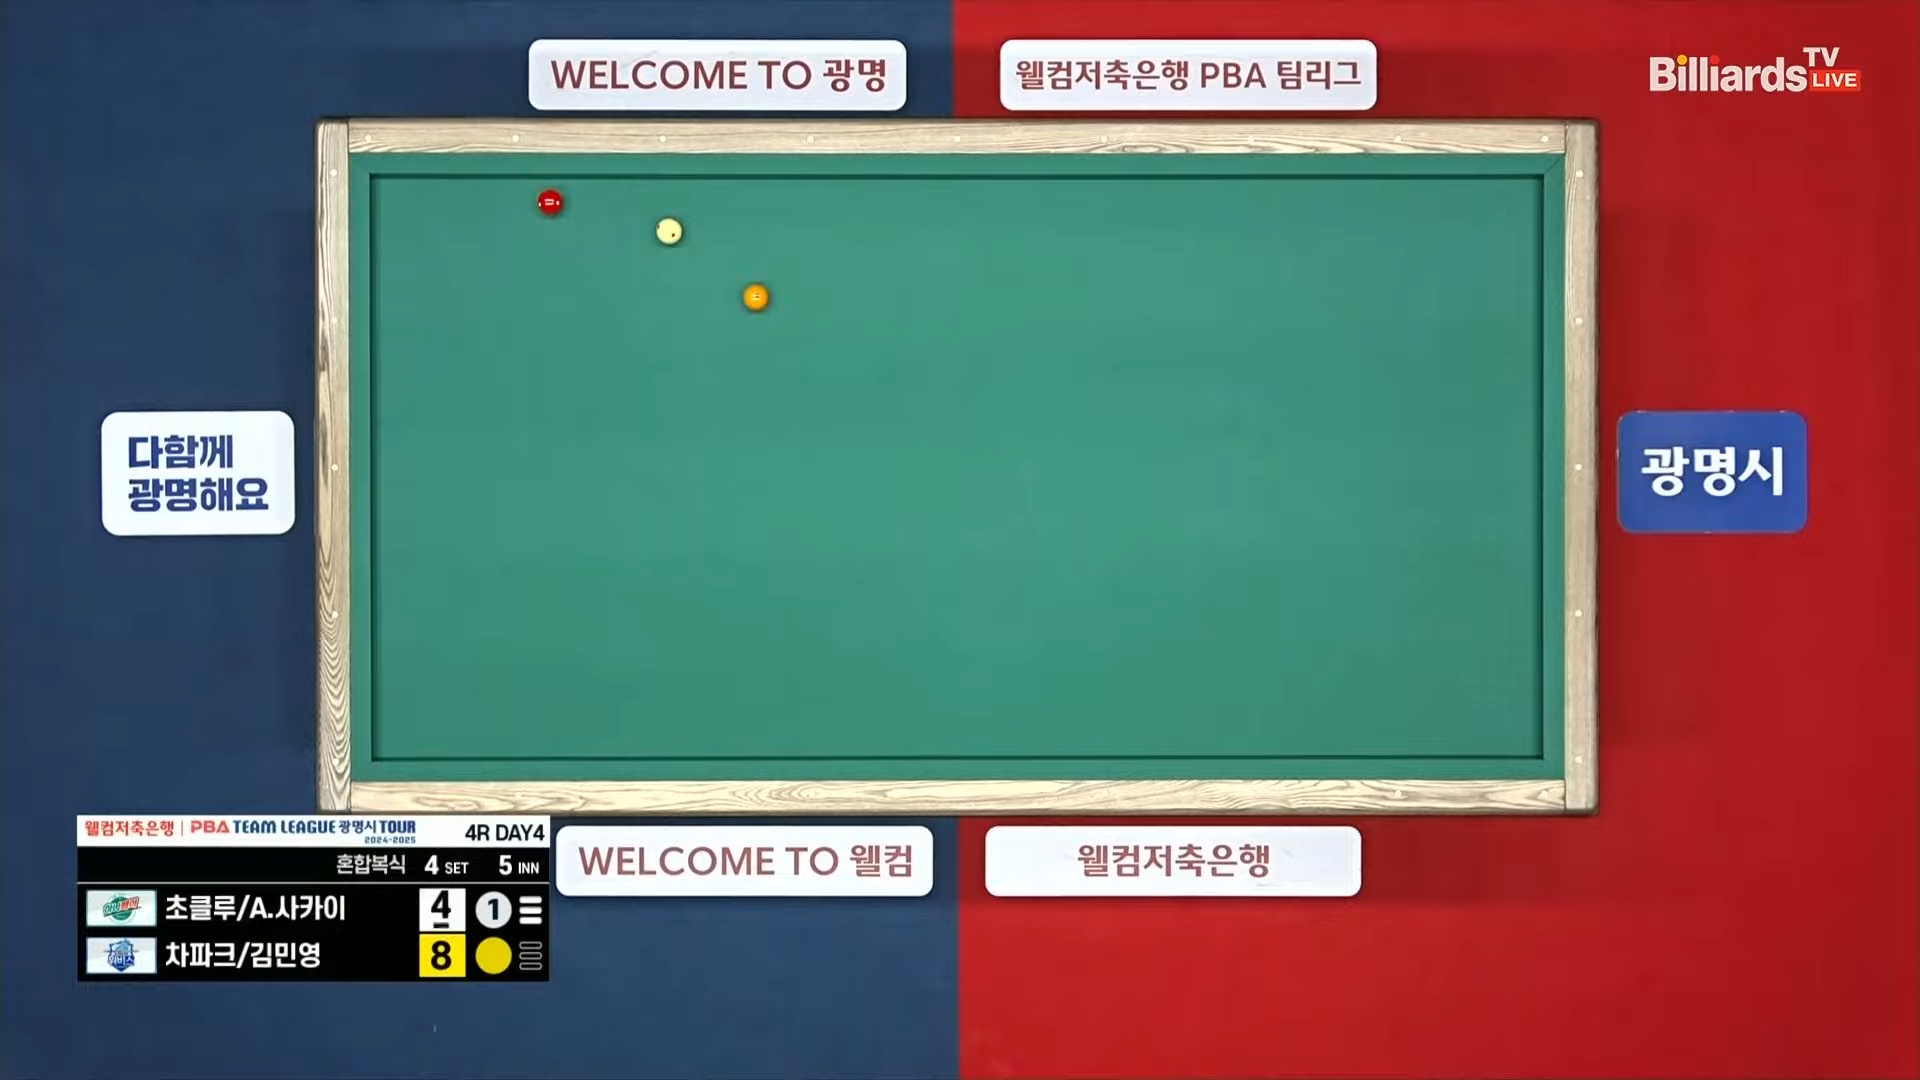 WELCOME TO 광명
웰컴저축은행 PBA 팀리그
Billiards TV
LIVE
다함께
광명해요
광명시
웰컴저축은행 | PBA TEAM LEAGUE 광명시 TOUR
2024-2025
4R DAY4
혼합복식 4 SET 5 INN
초클루/A.사카이 4 1
차파크/김민영 8
WELCOME TO 웰컴
웰컴저축은행